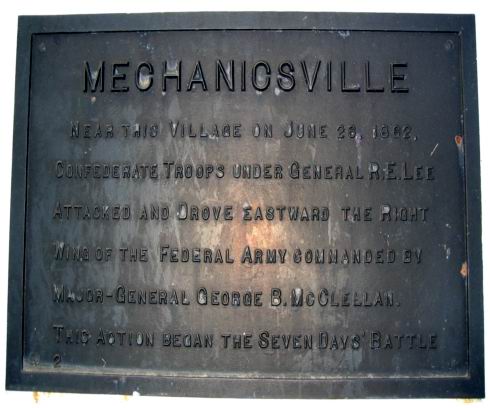 MECHANICSVILLE
NEAR THIS VILLAGE ON JUNE 26, 1862,
CONFEDERATE TROOPS UNDER GENERAL R.E. LEE
ATTACKED AND DROVE EASTWARD THE RIGHT
WING OF THE FEDERAL ARMY COMMANDED BY
MAJOR-GENERAL GEORGE B. MCCLELLAN.
THIS ACTION BEGAN THE SEVEN DAYS' BATTLE
2